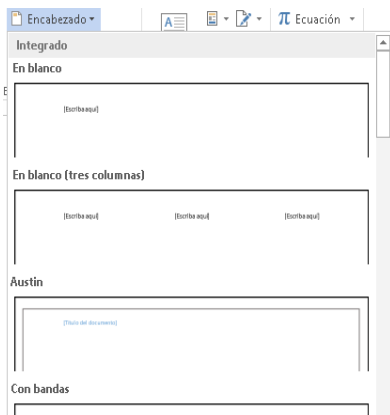 Encabezado
A
π Ecuación
Integrado
En blanco
[Escriba aquí]
En blanco (tres columnas)
[Escriba aquí] [Escriba aquí] [Escriba aquí]
Austin
[Título del documento]
Con bandas